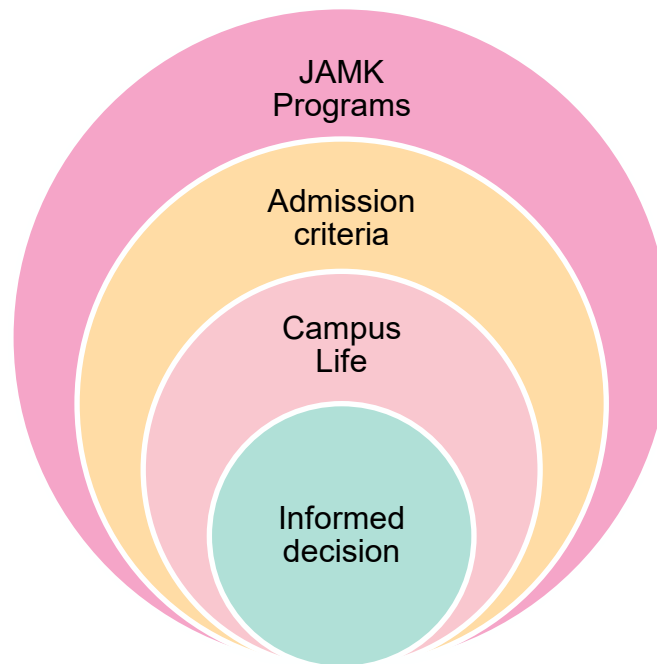 JAMK
Programs
Admission
criteria
Campus
Life
Informed
decision